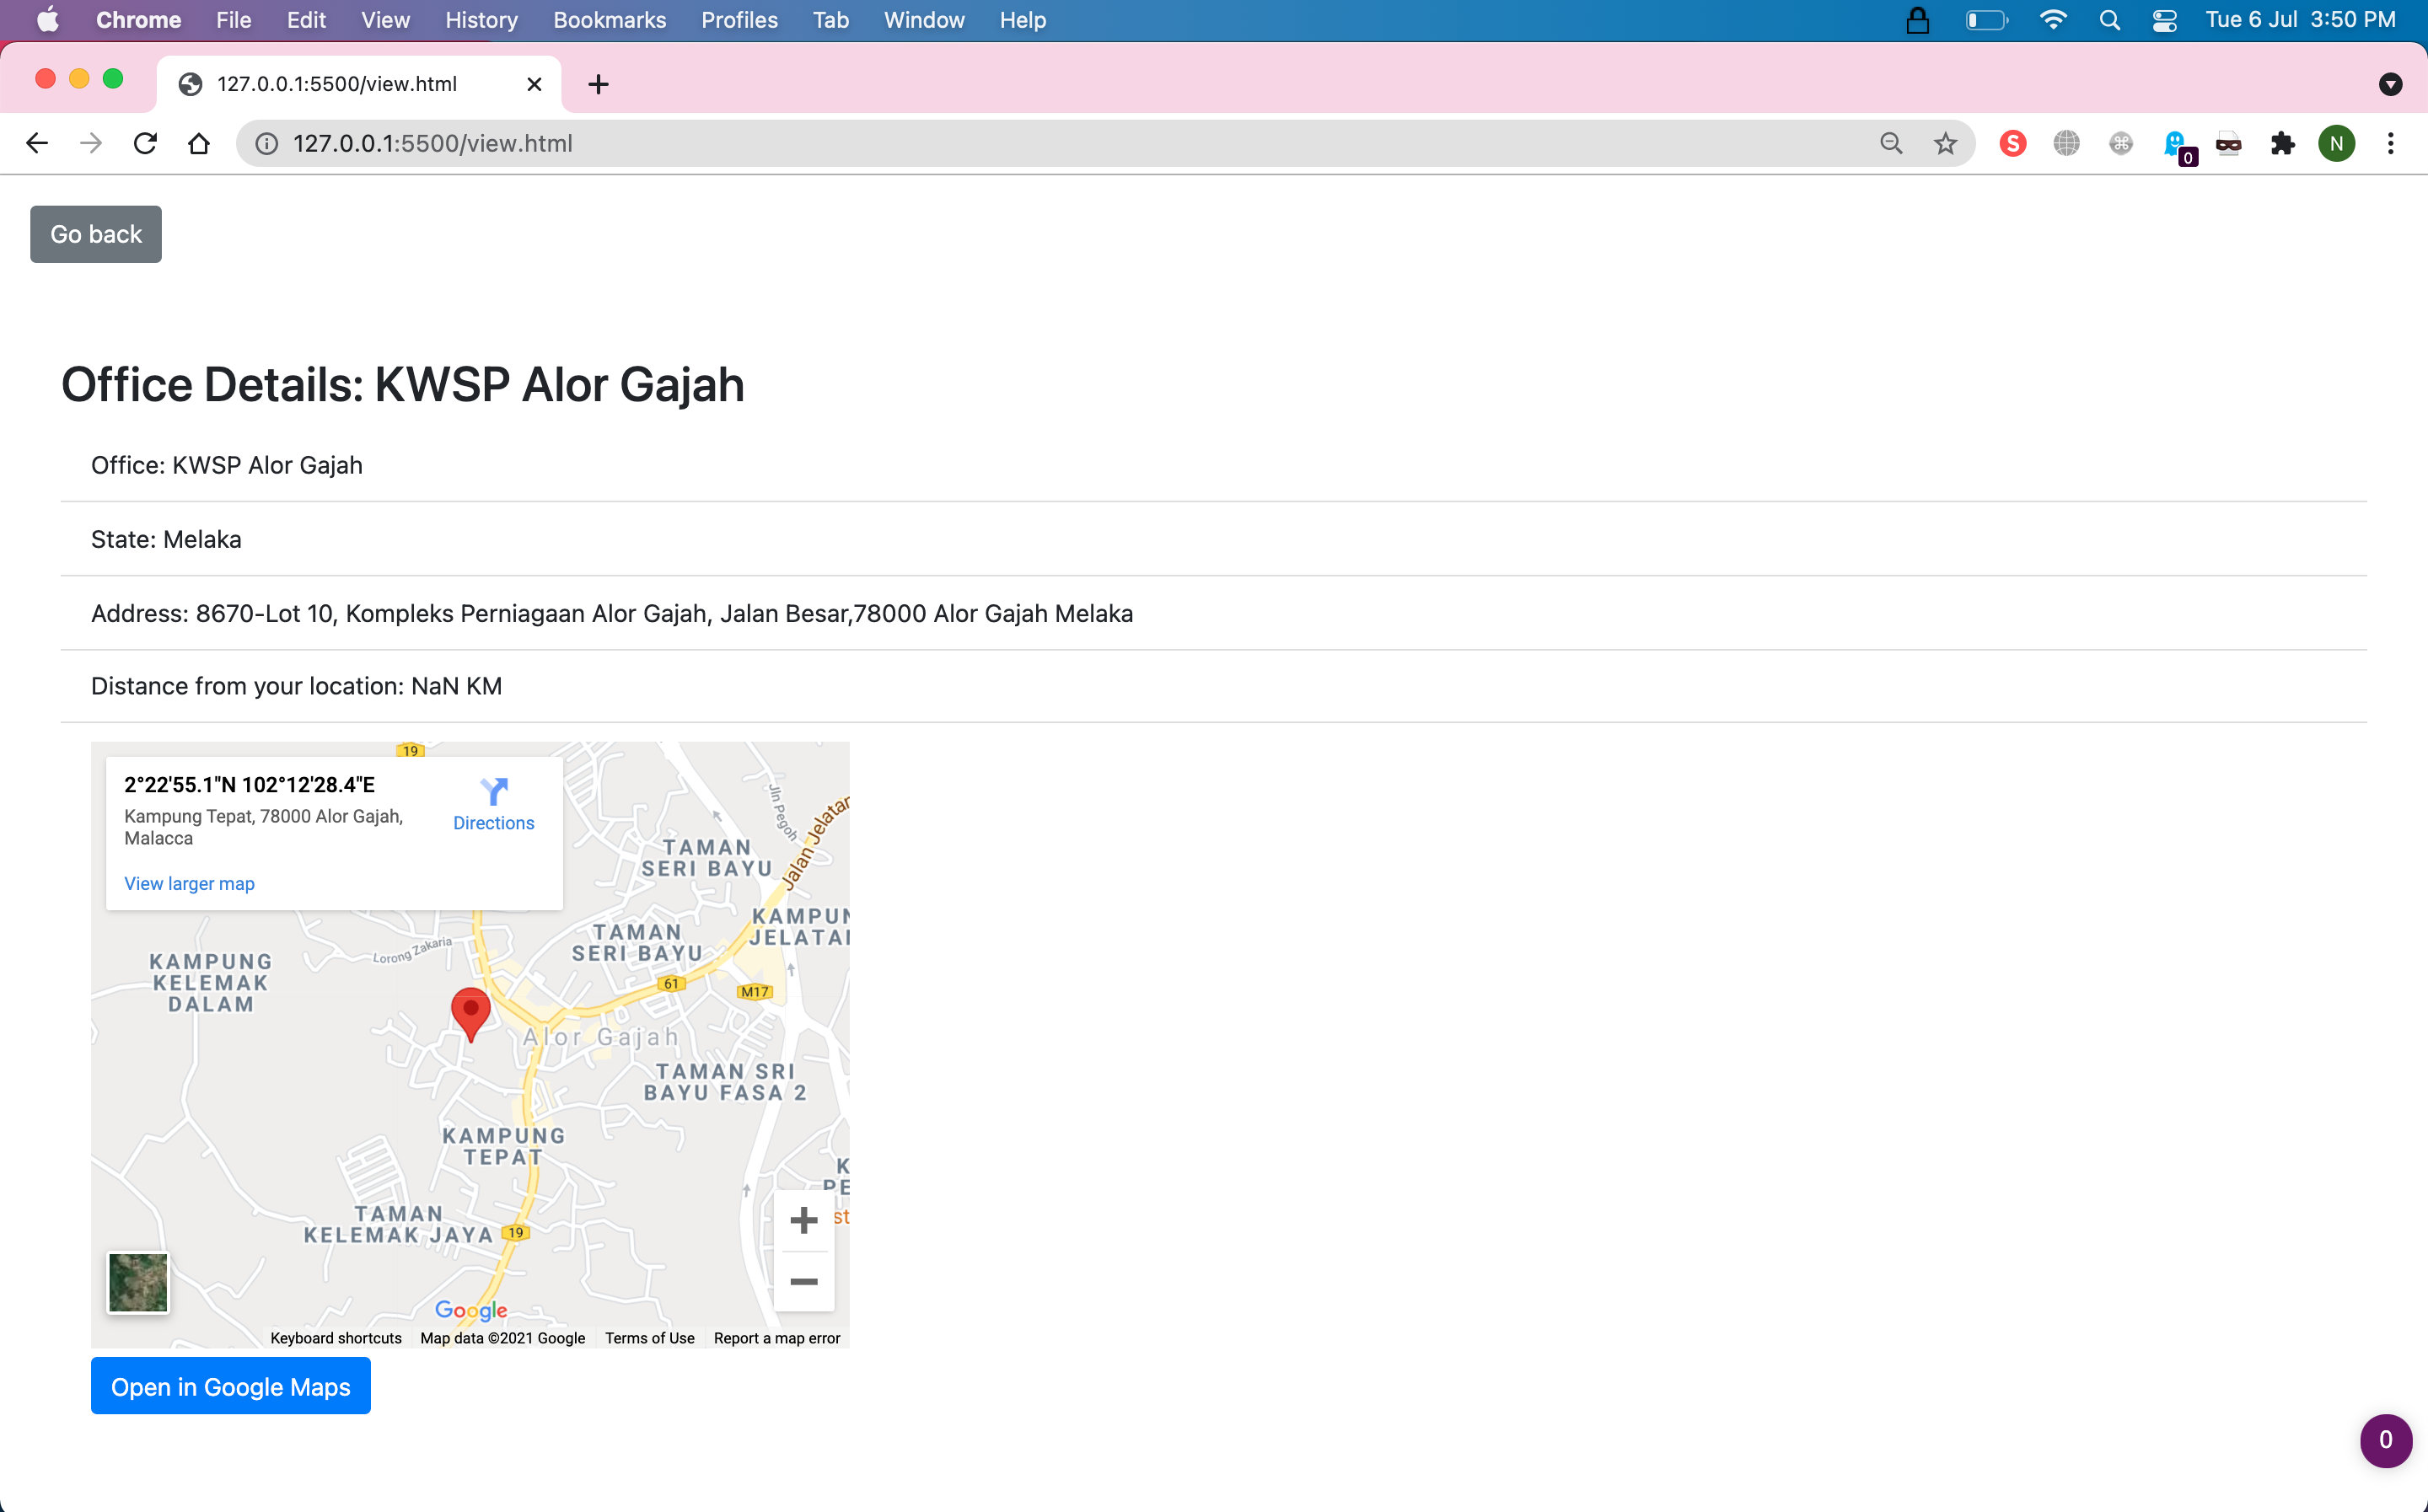 Chrome File Edit View History Bookmarks Profiles Tab Window Help Tue 6 Jul 3:50 PM
127.0.0.1:5500/view.html
127.0.0.1:5500/view.html
S
0
N
Go back
Office Details: KWSP Alor Gajah
Office: KWSP Alor Gajah
State: Melaka
Address: 8670-Lot 10, Kompleks Perniagaan Alor Gajah, Jalan Besar,78000 Alor Gajah Melaka
Distance from your location: NaN KM
19
2°22'55.1"N 102°12'28.4"E
Kampung Tepat, 78000 Alor Gajah,
Malacca
Directions
View larger map
Jln Pegoh
Jalan Jelatan
TAMAN
SERI BAYU
KAMPUN
JELATAI
TAMAN
SERI BAYU
Lorong Zakaria
KAMPUNG
KELEMAK
DALAM
61
M17
Alor Gajah
TAMAN SRI
BAYU FASA 2
KAMPUNG
TEPAT
K
PE
st
TAMAN
KELEMAK JAYA
19
Google
Keyboard shortcuts Map data ©2021 Google Terms of Use Report a map error
Open in Google Maps
0